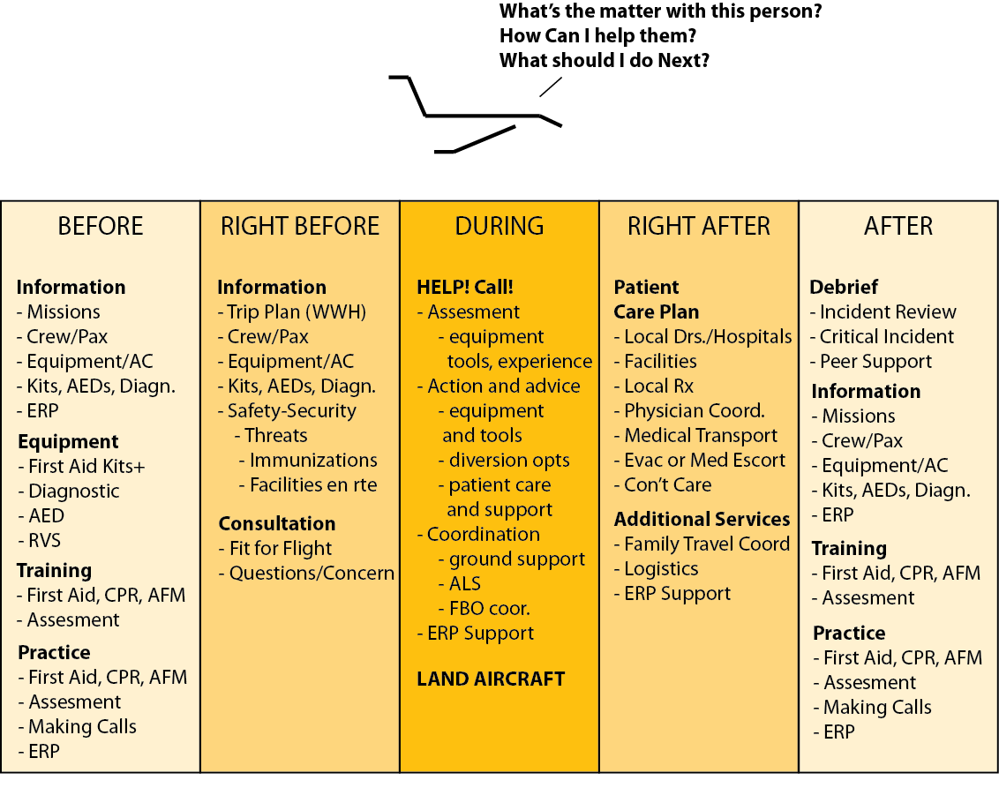 What's the matter with this person?
How Can I help them?
What should I do Next?
BEFORE
Information
- Missions
- Crew/Pax
- Equipment/AC
- Kits, AEDs, Diagn.
- ERP
Equipment
- First Aid Kits+
- Diagnostic
- AED
- RVS
Training
- First Aid, CPR, AFM
- Assesment
Practice
- First Aid, CPR, AFM
- Assesment
- Making Calls
- ERP
RIGHT BEFORE
Information
- Trip Plan (WWH)
- Crew/Pax
- Equipment/AC
- Kits, AEDs, Diagn.
- Safety-Security
- Threats
- Immunizations
- Facilities en rte
Consultation
- Fit for Flight
- Questions/Concern
DURING
HELP! Call!
- Assesment
- equipment
tools, experience
- Action and advice
- equipment
and tools
- diversion opts
- patient care
and support
- Coordination
- ground support
- ALS
- FBO coor.
- ERP Support
LAND AIRCRAFT
RIGHT AFTER
Patient
Care Plan
- Local Drs./Hospitals
- Facilities
- Local Rx
- Physician Coord.
- Medical Transport
- Evac or Med Escort
- Con't Care
Additional Services
- Family Travel Coord
- Logistics
- ERP Support
AFTER
Debrief
- Incident Review
- Critical Incident
- Peer Support
Information
- Missions
- Crew/Pax
- Equipment/AC
- Kits, AEDs, Diagn.
- ERP
Training
- First Aid, CPR, AFM
- Assesment
Practice
- First Aid, CPR, AFM
- Assesment
- Making Calls
- ERP